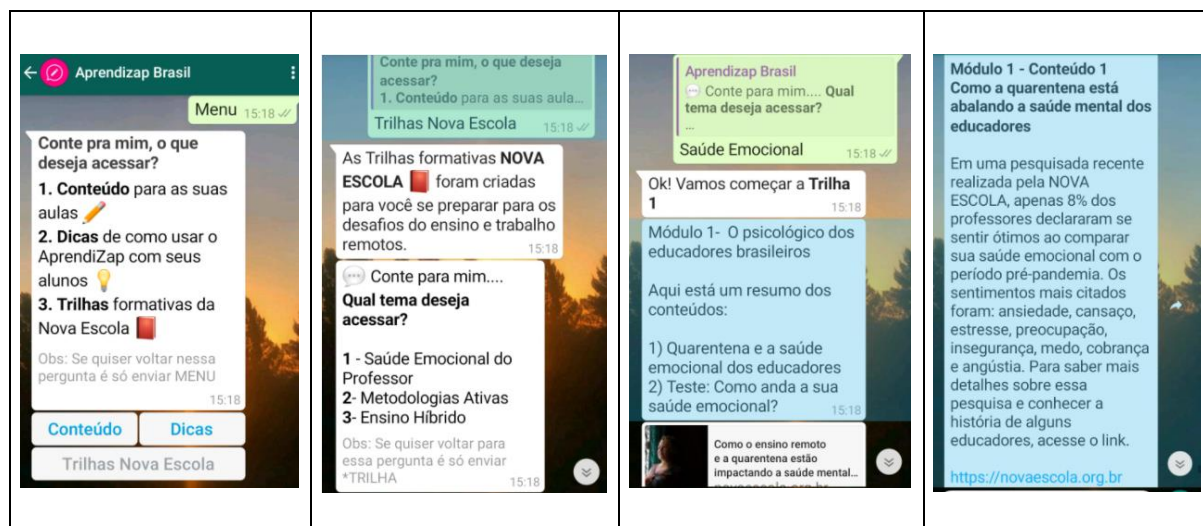 Aprendizap Brasil
Menu 15:18
Conte pra mim, o que
deseja acessar?
1. Conteúdo para as suas
aulas ✏️
2. Dicas de como usar o
AprendiZap com seus
alunos 💡
3. Trilhas formativas da
Nova Escola 📕
Obs: Se quiser voltar nessa
pergunta é só enviar MENU
15:18
Conteúdo
Dicas
Trilhas Nova Escola
Conte pra mim, o que deseja
acessar?
1. Conteúdo para as suas aula...
Trilhas Nova Escola 15:18
As Trilhas formativas NOVA
ESCOLA 📕 foram criadas
para você se preparar para os
desafios do ensino e trabalho
remotos. 15:18
💬 Conte para mim....
Qual tema deseja
acessar?
1 - Saúde Emocional do
Professor
2- Metodologias Ativas
3- Ensino Híbrido
Obs: Se quiser voltar para
essa pergunta é só enviar
*TRILHA 15:18
Aprendizap Brasil
💬 Conte para mim.... Qual
tema deseja acessar?
...
Saúde Emocional 15:18
Ok! Vamos começar a Trilha
1 15:18
Módulo 1- O psicológico dos
educadores brasileiros
Aqui está um resumo dos
conteúdos:
1) Quarentena e a saúde
emocional dos educadores
2) Teste: Como anda a sua
saúde emocional? 15:18
Como o ensino remoto
e a quarentena estão
impactando a saúde mental...
Módulo 1 - Conteúdo 1
Como a quarentena está
abalando a saúde mental dos
educadores
Em uma pesquisada recente
realizada pela NOVA
ESCOLA, apenas 8% dos
professores declararam se
sentir ótimos ao comparar
sua saúde emocional com o
período pré-pandemia. Os
sentimentos mais citados
foram: ansiedade, cansaço,
estresse, preocupação,
insegurança, medo, cobrança
e angústia. Para saber mais
detalhes sobre essa
pesquisa e conhecer a
história de alguns
educadores, acesse o link.
https://novaescola.org.br